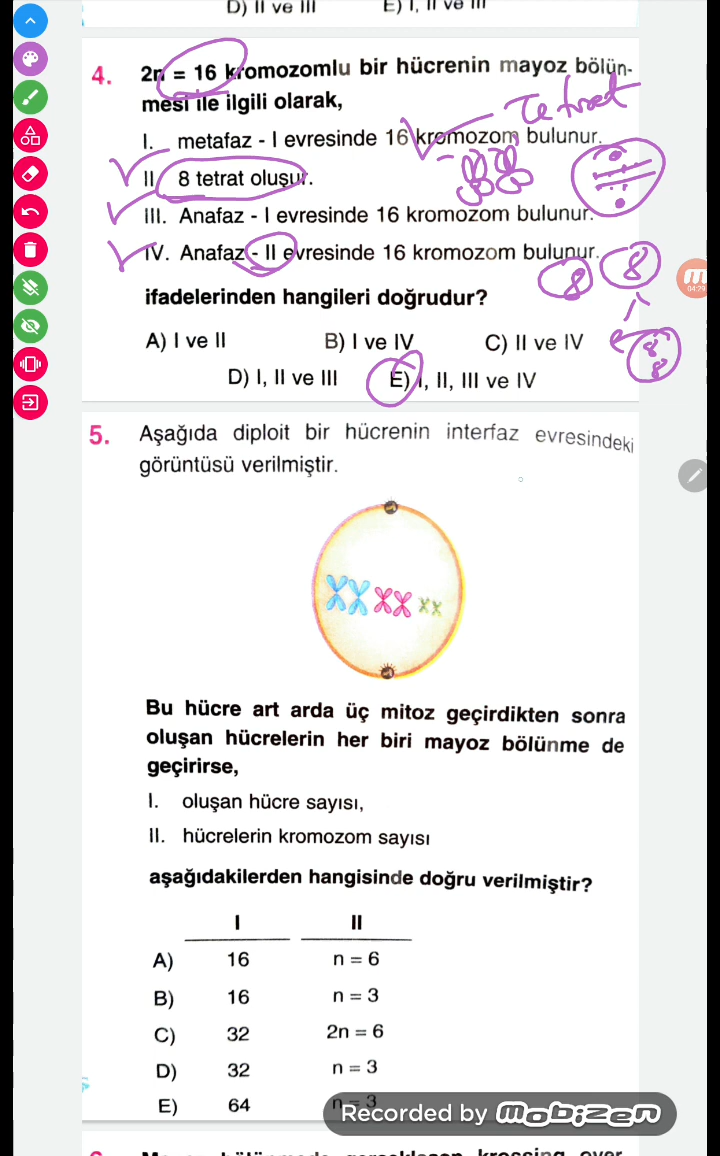 D) II ve III E) I, II ve III
4. 2n = 16 kromozomlu bir hücrenin mayoz bölün-
mesi ile ilgili olarak,
Tetrat
I. metafaz - I evresinde 16 kromozom bulunur.
II 8 tetrat oluşur.
III. Anafaz - I evresinde 16 kromozom bulunur.
IV. Anafaz - II evresinde 16 kromozom bulunur.
8 8
ifadelerinden hangileri doğrudur?
A) I ve II B) I ve IV C) II ve IV
8
8
D) I, II ve III E) I, II, III ve IV
5. Aşağıda diploit bir hücrenin interfaz evresindeki
görüntüsü verilmiştir.
Bu hücre art arda üç mitoz geçirdikten sonra
oluşan hücrelerin her biri mayoz bölünme de
geçirirse,
I. oluşan hücre sayısı,
II. hücrelerin kromozom sayısı
aşağıdakilerden hangisinde doğru verilmiştir?
I II
A) 16 n = 6
B) 16 n = 3
C) 32 2n = 6
D) 32 n = 3
E) 64 n = 3
Recorded by Mobizen